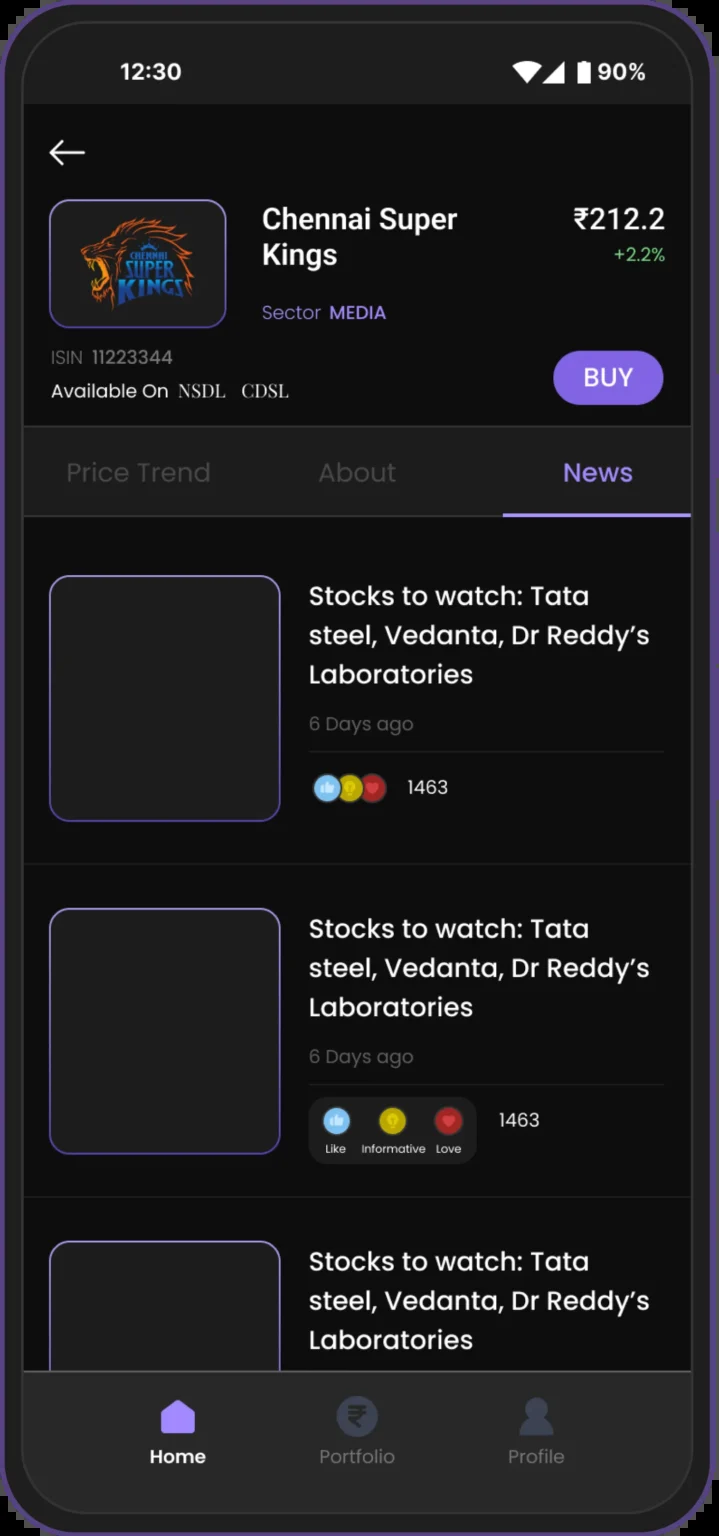 12:30
90%
CHENNAI
SUPER
KINGS
Chennai Super
Kings
₹212.2
+2.2%
Sector MEDIA
ISIN 11223344
Available On NSDL CDSL
BUY
Price Trend
About
News
Stocks to watch: Tata
steel, Vedanta, Dr Reddy’s
Laboratories
6 Days ago
1463
Stocks to watch: Tata
steel, Vedanta, Dr Reddy’s
Laboratories
6 Days ago
1463
Like
Informative
Love
Stocks to watch: Tata
steel, Vedanta, Dr Reddy’s
Laboratories
Home
Portfolio
Profile